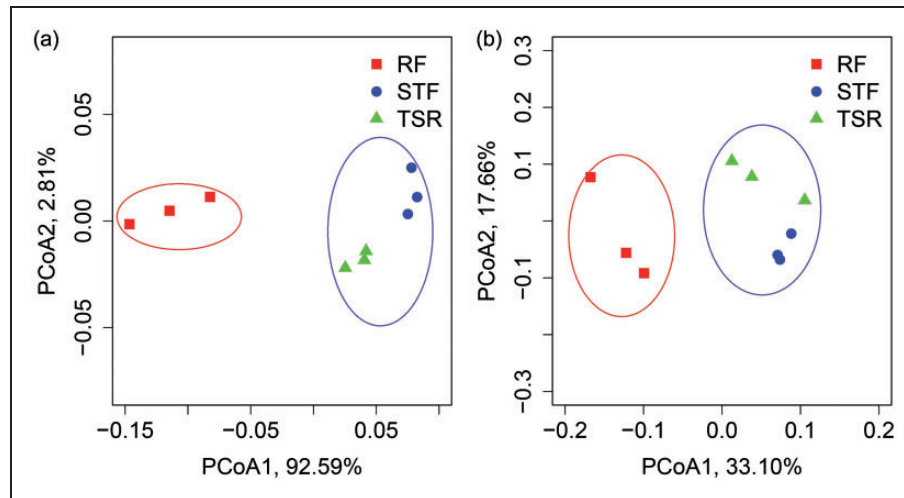 (a)
RF
STF
TSR
PCoA2, 2.81%
0.05
0.00
−0.05
−0.15
−0.05
0.05
PCoA1, 92.59%
(b)
RF
STF
TSR
PCoA2, 17.66%
0.3
0.2
0.1
−0.1
−0.3
−0.2
−0.1
0.0
0.1
0.2
PCoA1, 33.10%